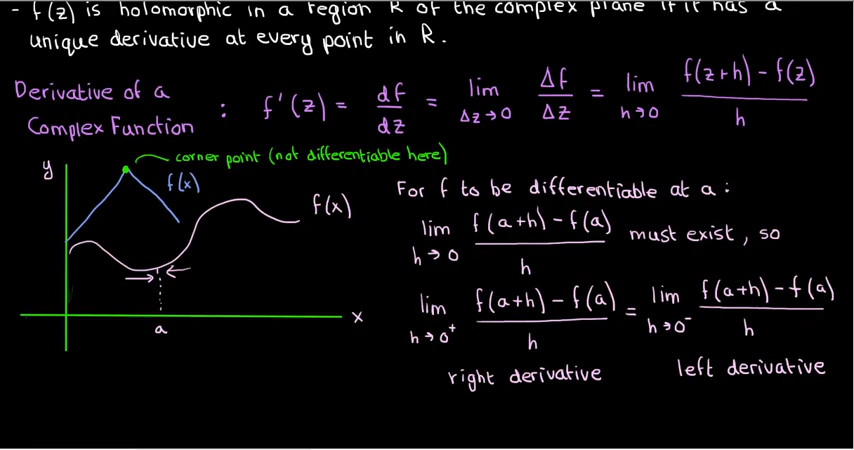 - f(z) is holomorphic in a region R of the complex plane if it has a
unique derivative at every point in R.
Derivative of a
Complex Function : f'(z) = df/dz = lim Δz→0 Δf/Δz = lim h→0 f(z+h) - f(z) / h
y
corner point (not differentiable here)
f(x)
f(x)
x
a
For f to be differentiable at a :
lim h→0 f(a+h) - f(a) / h must exist, so
lim h→0⁺ f(a+h) - f(a) / h = lim h→0⁻ f(a+h) - f(a) / h
right derivative left derivative